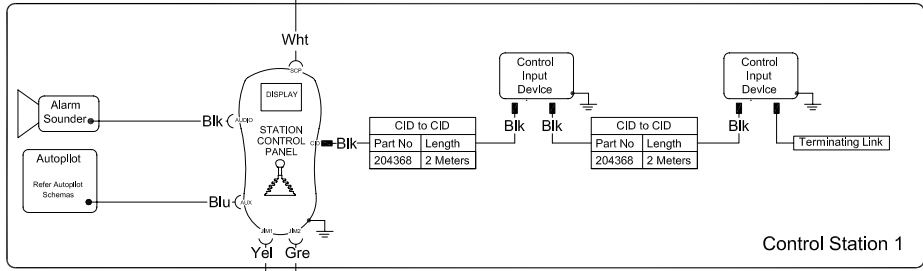 Wht
SCP
DISPLAY
Alarm
Sounder
Blk
AUDIO
STATION
CONTROL
PANEL
CID
Blk
CID to CID
Part No Length
204368 2 Meters
Control
Input
Device
Blk Blk
CID to CID
Part No Length
204368 2 Meters
Control
Input
Device
Blk
Terminating Link
Autopilot
Refer Autopilot
Schemas
Blu
AUX
JIM1 JIM2
Yel Gre
Control Station 1